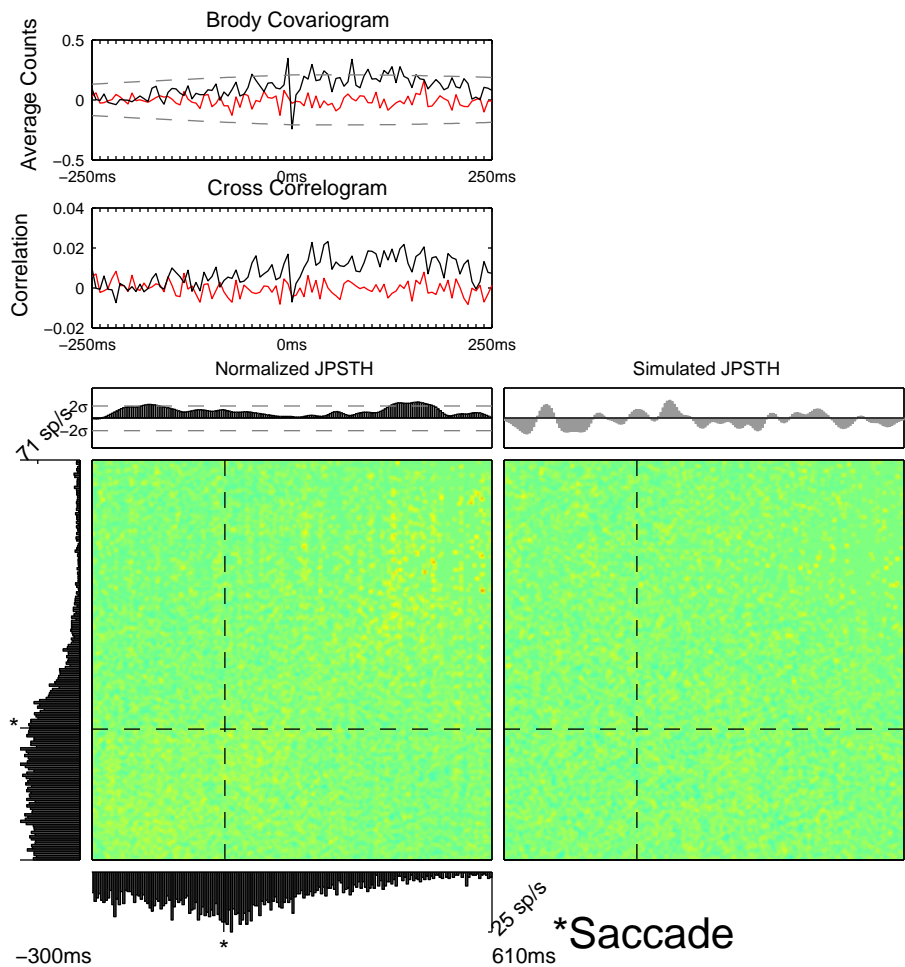 Brody Covariogram
0.5
0
−0.5
Average Counts
−250ms
0ms
250ms
Cross Correlogram
0.04
0.02
0
−0.02
Correlation
−250ms
0ms
250ms
Normalized JPSTH
Simulated JPSTH
71 sp/s
2σ
−2σ
*
*
25 sp/s
*Saccade
−300ms
610ms